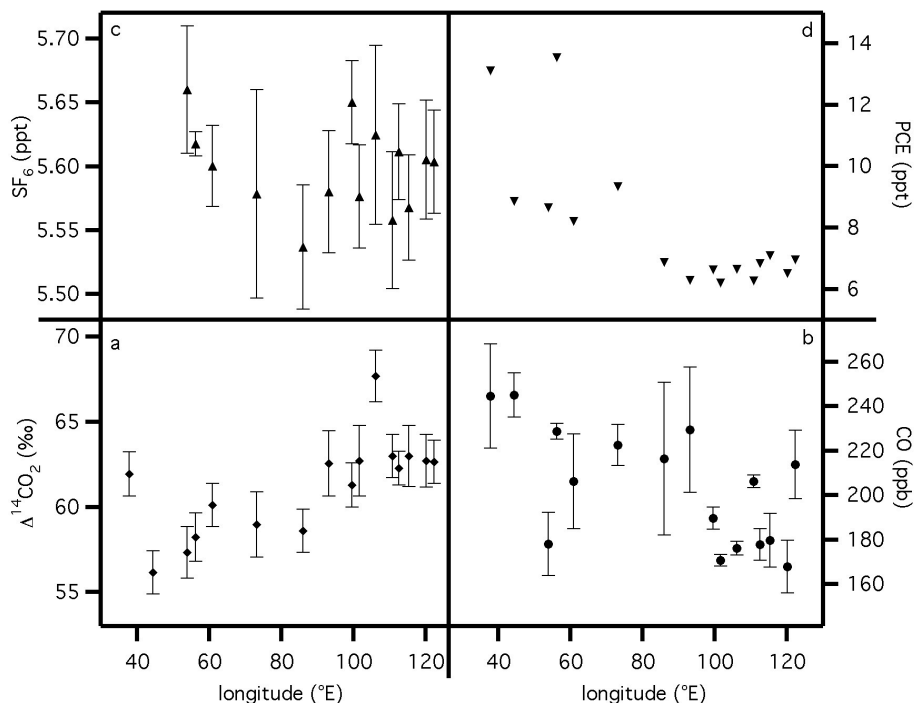 c
5.70
5.65
5.60
5.55
5.50
SF6 (ppt)
d
14
12
10
8
6
PCE (ppt)
a
70
65
60
55
Δ14CO2 (‰)
b
260
240
220
200
180
160
CO (ppb)
40 60 80 100 120
longitude (°E)
40 60 80 100 120
longitude (°E)